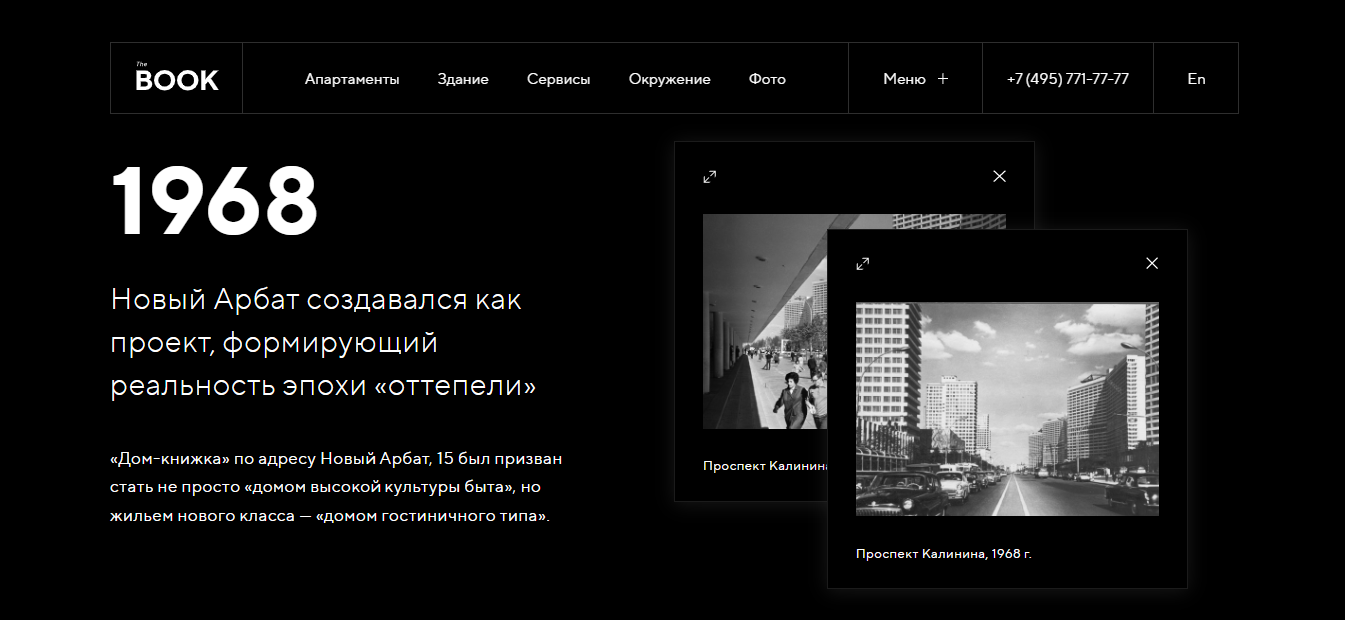 The
BOOK
Апартаменты
Здание
Сервисы
Окружение
Фото
Меню +
+7 (495) 771-77-77
En
1968
Новый Арбат создавался как
проект, формирующий
реальность эпохи «оттепели»
«Дом-книжка» по адресу Новый Арбат, 15 был призван
стать не просто «домом высокой культуры быта», но
жильем нового класса — «домом гостиничного типа».
Проспект Калинина
Проспект Калинина, 1968 г.